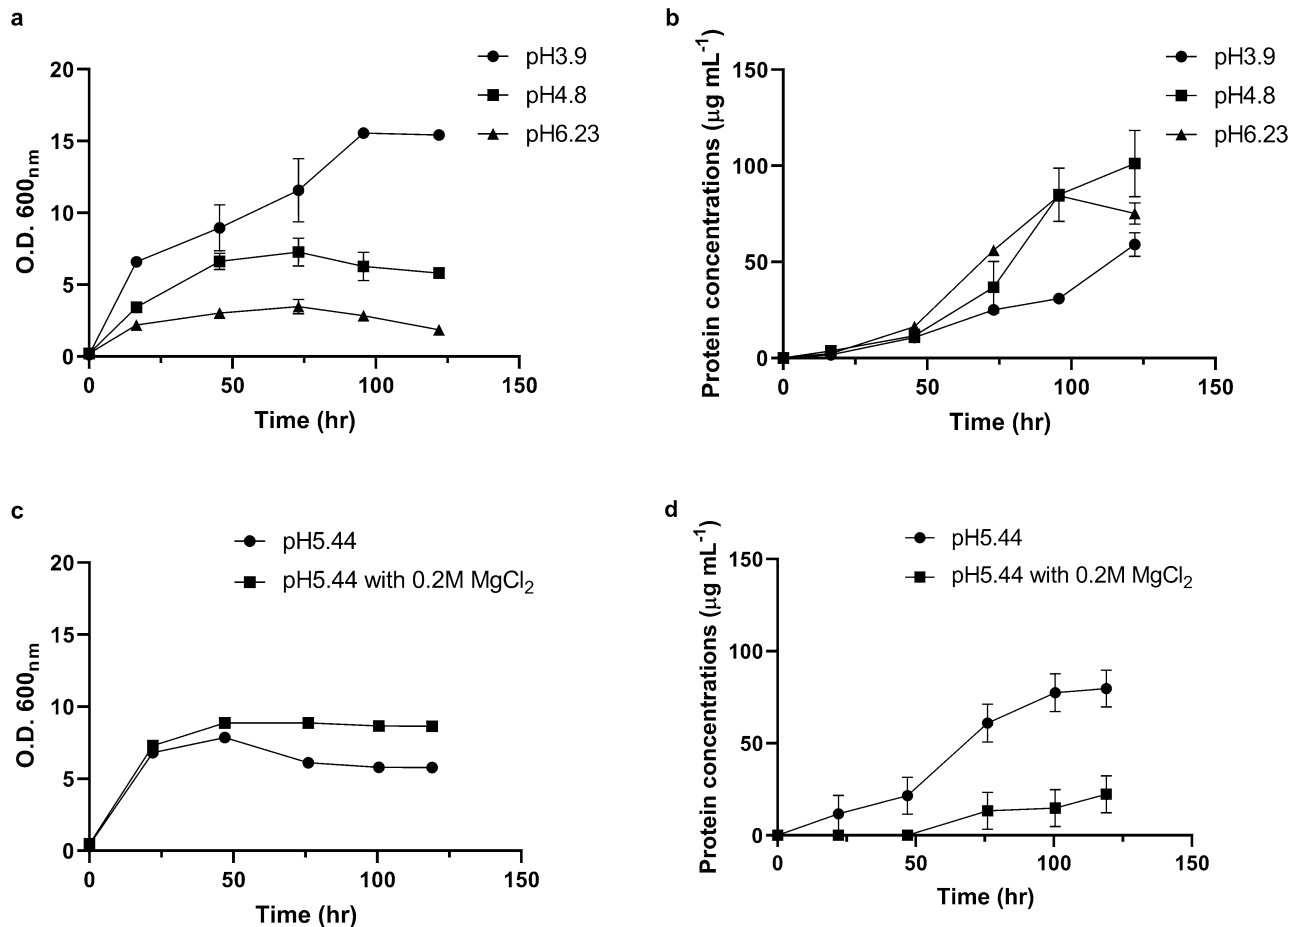 a
pH3.9
pH4.8
pH6.23
O.D. 600nm
20
15
10
5
0
0 50 100 150
Time (hr)
b
pH3.9
pH4.8
pH6.23
Protein concentrations (μg mL-1)
150
100
50
0
0 50 100 150
Time (hr)
c
pH5.44
pH5.44 with 0.2M MgCl2
O.D. 600nm
20
15
10
5
0
0 50 100 150
Time (hr)
d
pH5.44
pH5.44 with 0.2M MgCl2
Protein concentrations (μg mL-1)
150
100
50
0
0 50 100 150
Time (hr)